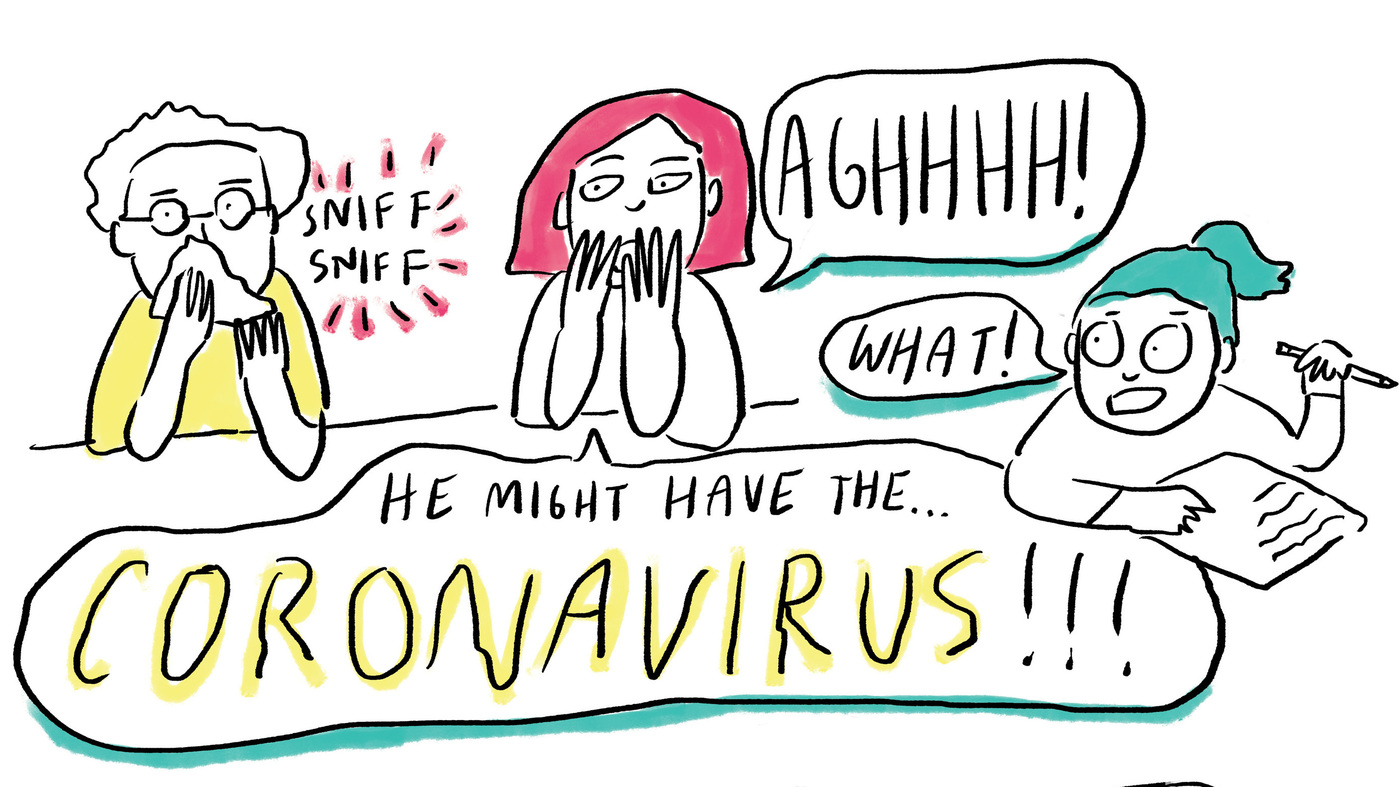 SNIFF
SNIFF
AGHHHH!
WHAT!
HE MIGHT HAVE THE...
CORONAVIRUS!!!